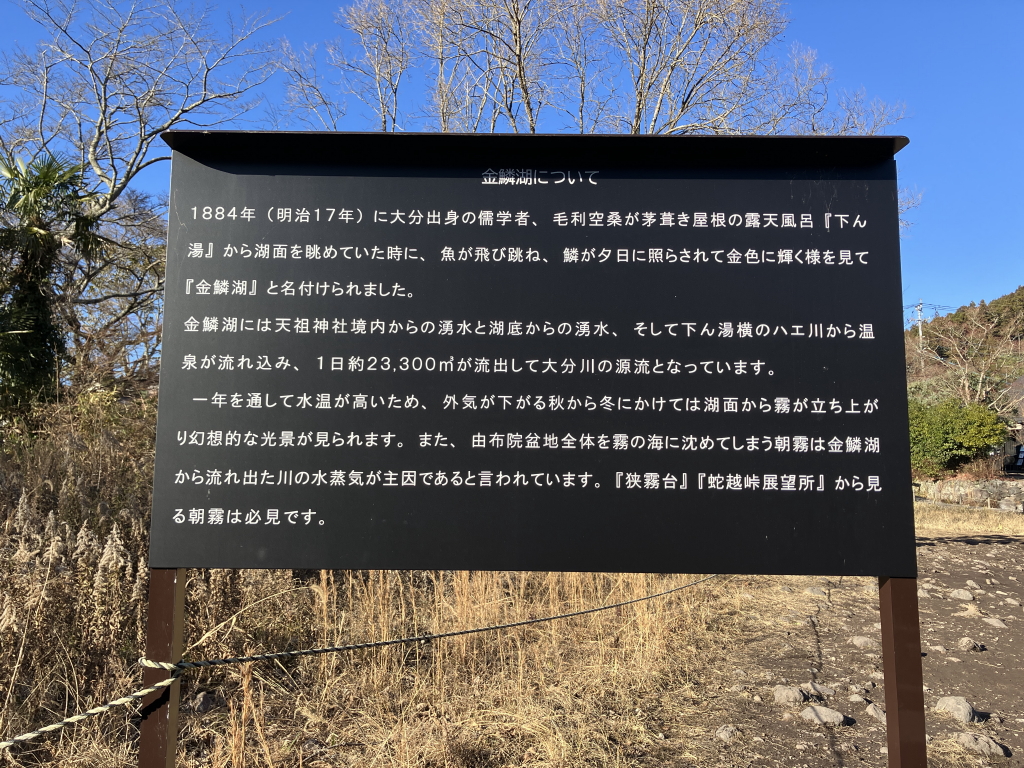 金鱗湖について
1884年（明治17年）に大分出身の儒学者、毛利空桑が茅葺き屋根の露天風呂『下ん
湯』から湖面を眺めていた時に、魚が飛び跳ね、鱗が夕日に照らされて金色に輝く様を見て
『金鱗湖』と名付けられました。
金鱗湖には天祖神社境内からの湧水と湖底からの湧水、そして下ん湯横のハエ川から温
泉が流れ込み、1日約23,300㎥が流出して大分川の源流となっています。
一年を通して水温が高いため、外気が下がる秋から冬にかけては湖面から霧が立ち上が
り幻想的な光景が見られます。また、由布院盆地全体を霧の海に沈めてしまう朝霧は金鱗湖
から流れ出た川の水蒸気が主因であると言われています。『狭霧台』『蛇越峠展望所』から見
る朝霧は必見です。